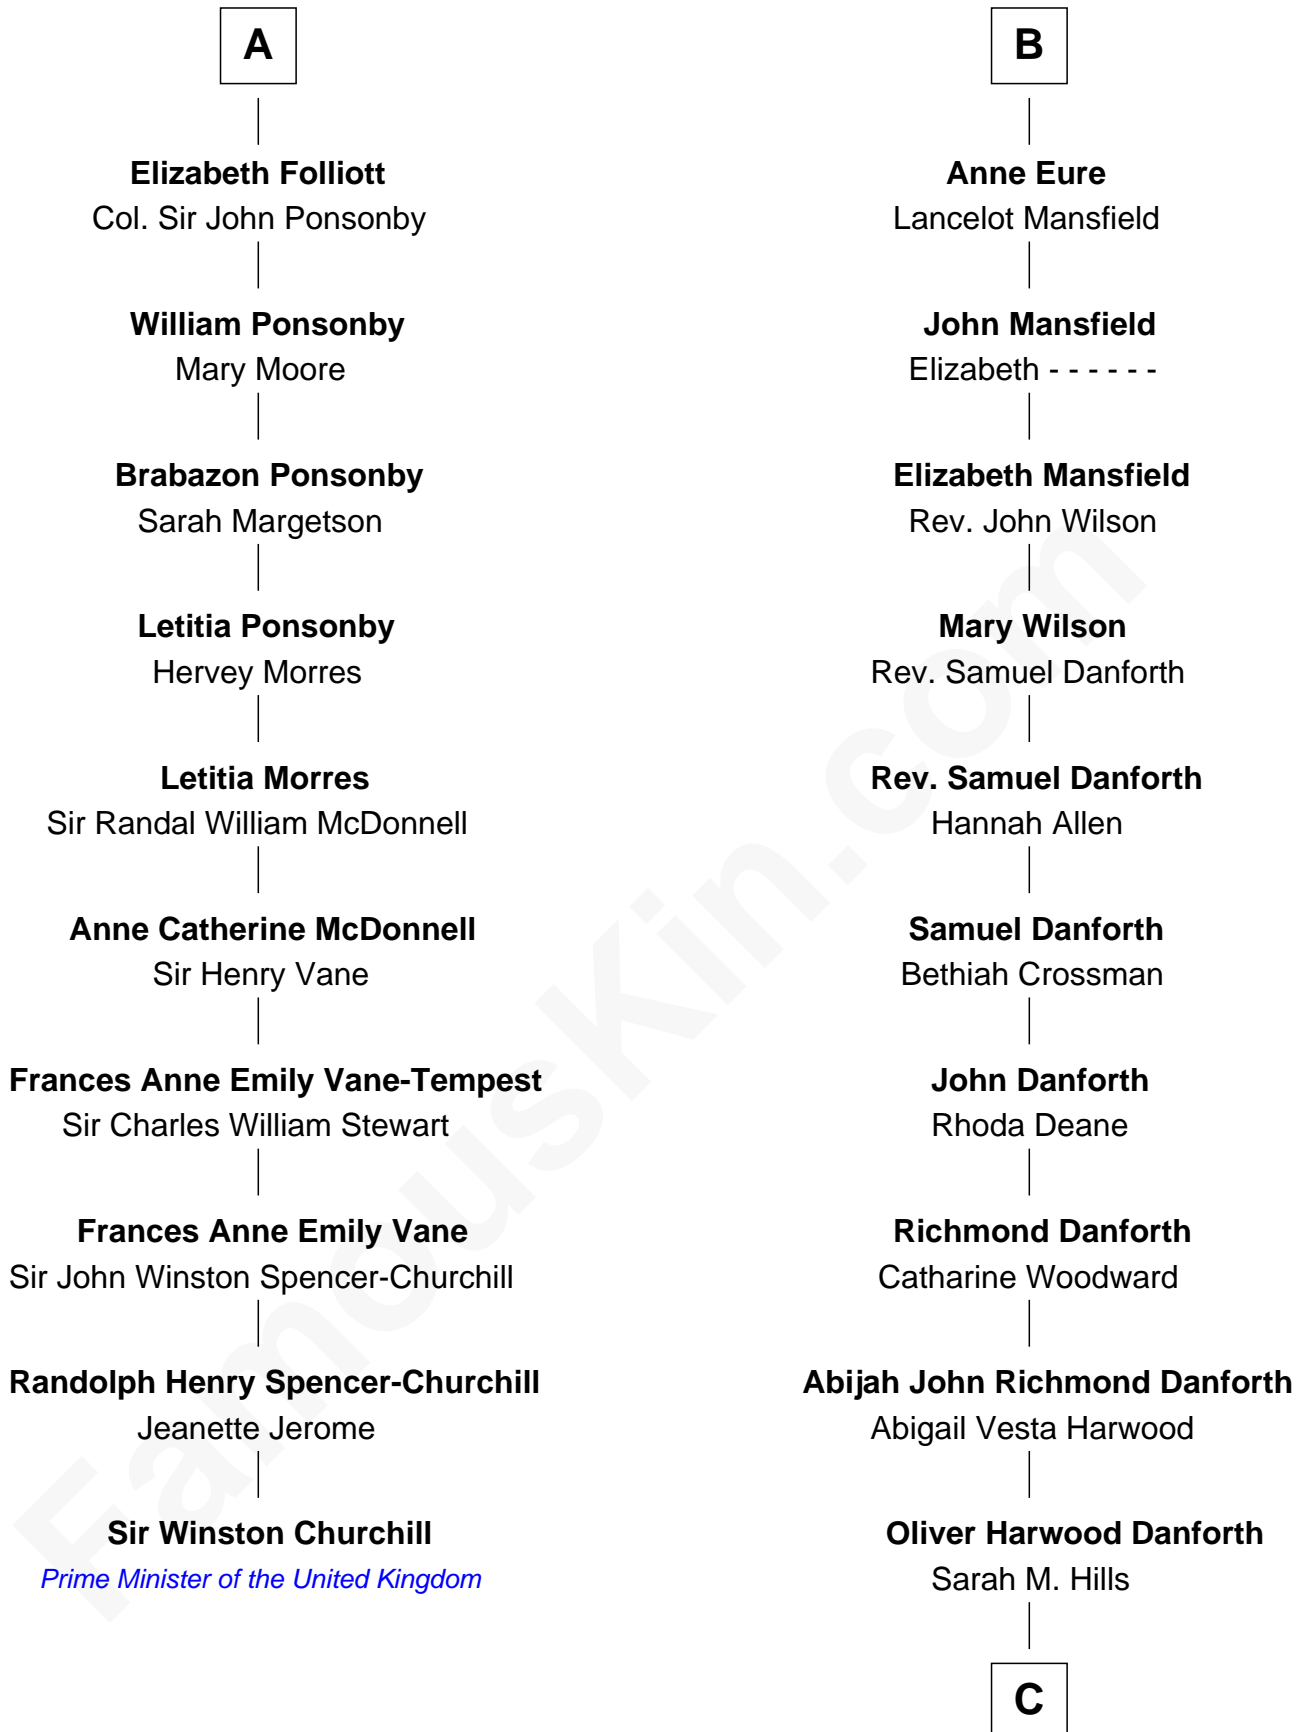 A
Elizabeth Folliott
Col. Sir John Ponsonby
William Ponsonby
Mary Moore
Brabazon Ponsonby
Sarah Margetson
Letitia Ponsonby
Hervey Morres
Letitia Morres
Sir Randal William McDonnell
Anne Catherine McDonnell
Sir Henry Vane
Frances Anne Emily Vane-Tempest
Sir Charles William Stewart
Frances Anne Emily Vane
Sir John Winston Spencer-Churchill
Randolph Henry Spencer-Churchill
Jeanette Jerome
Sir Winston Churchill
Prime Minister of the United Kingdom
B
Anne Eure
Lancelot Mansfield
John Mansfield
Elizabeth - - - - - -
Elizabeth Mansfield
Rev. John Wilson
Mary Wilson
Rev. Samuel Danforth
Rev. Samuel Danforth
Hannah Allen
Samuel Danforth
Bethiah Crossman
John Danforth
Rhoda Deane
Richmond Danforth
Catharine Woodward
Abijah John Richmond Danforth
Abigail Vesta Harwood
Oliver Harwood Danforth
Sarah M. Hills
C
FamousKin.com